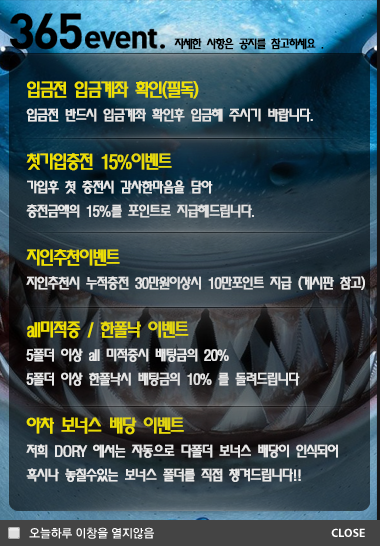 365event. 자세한 사항은 공지를 참고하세요 .
입금전 입금계좌 확인(필독)
입금전 반드시 입금계좌 확인후 입금해 주시기 바랍니다.
첫가입충전 15%이벤트
가입후 첫 충전시 감사한마음을 담아
충전금액의 15%를 포인트로 지급해드립니다.
지인추천이벤트
지인추천시 누적충전 30만원이상시 10만포인트 지급 (게시판 참고)
all미적중 / 한폴낙 이벤트
5폴더 이상 all 미적중시 배팅금의 20%
5폴더 이상 한폴낙시 배팅금의 10% 를 돌려드립니다
아차 보너스 배당 이벤트
저희 DORY 에서는 자동으로 다폴더 보너스 배당이 인식되어
혹시나 놓칠수있는 보너스 폴더를 직접 챙겨드립니다!!
오늘하루 이창을 열지않음 CLOSE